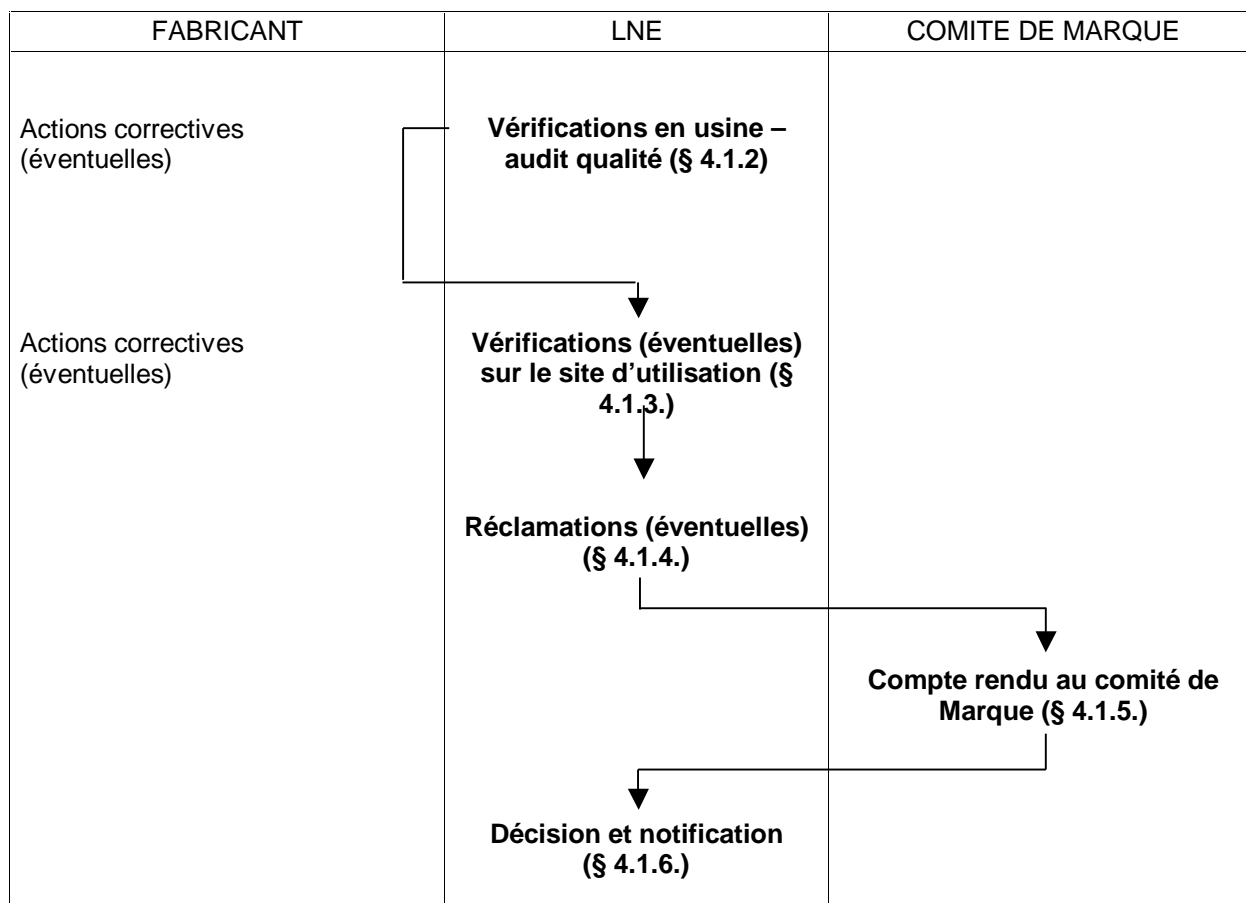 FABRICANT
LNE
COMITE DE MARQUE
Actions correctives
(éventuelles)
Vérifications en usine –
audit qualité (§ 4.1.2)
Actions correctives
(éventuelles)
Vérifications (éventuelles)
sur le site d’utilisation (§
4.1.3.)
Réclamations (éventuelles)
(§ 4.1.4.)
Compte rendu au comité de
Marque (§ 4.1.5.)
Décision et notification
(§ 4.1.6.)